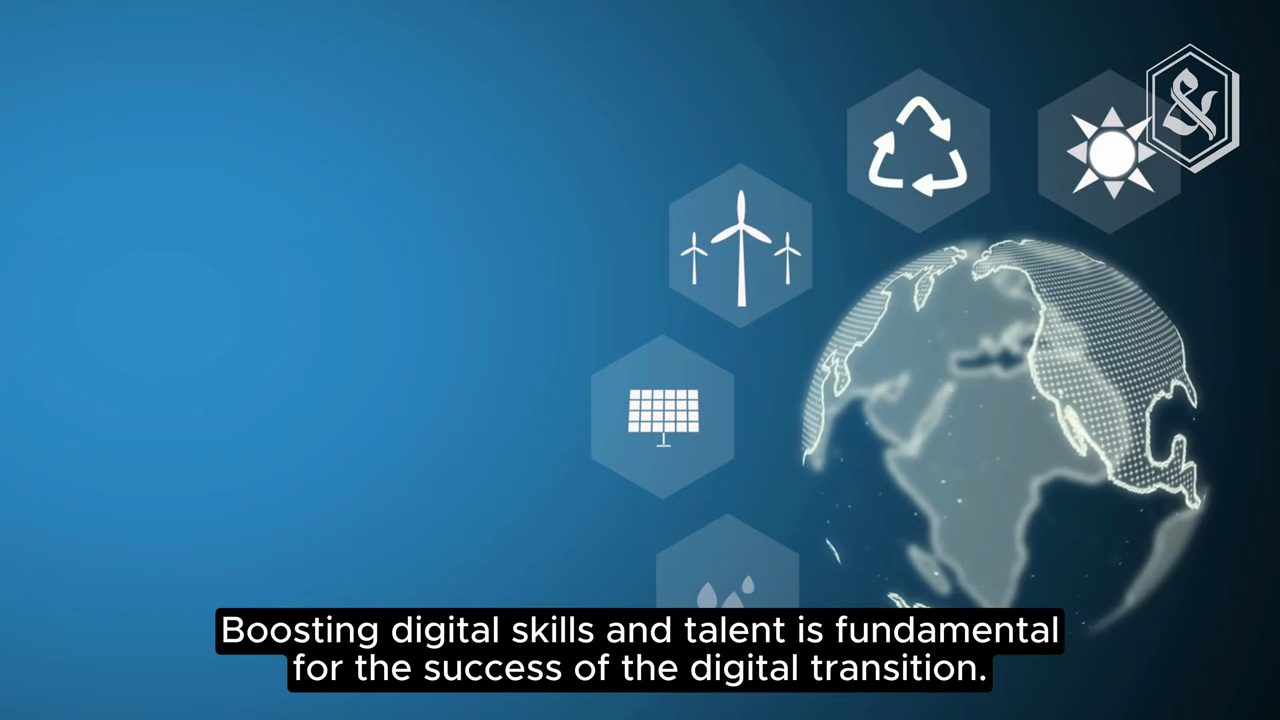 &
Boosting digital skills and talent is fundamental
for the success of the digital transition.